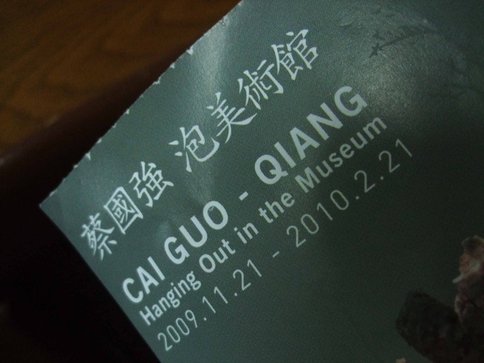 蔡國強 泡美術館
CAI GUO - QIANG
Hanging Out in the Museum
2009.11.21 - 2010.2.21